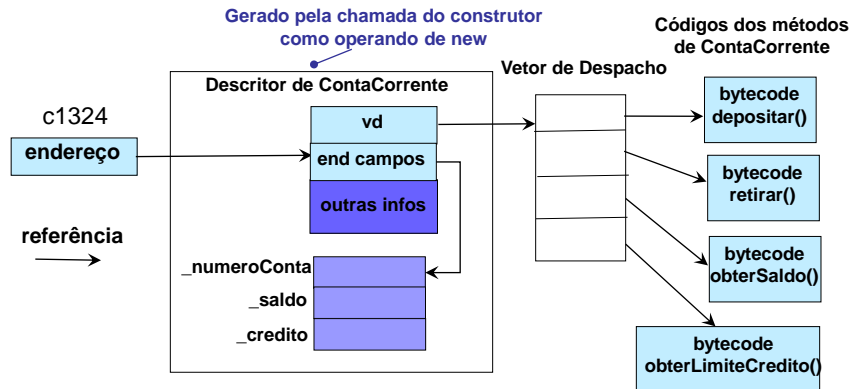 Gerado pela chamada do construtor
como operando de new
Códigos dos métodos
de ContaCorrente
Descritor de ContaCorrente
Vetor de Despacho
c1324
endereço
vd
end campos
outras infos
referência
_numeroConta
_saldo
_credito
bytecode
depositar()
bytecode
retirar()
bytecode
obterSaldo()
bytecode
obterLimiteCredito()